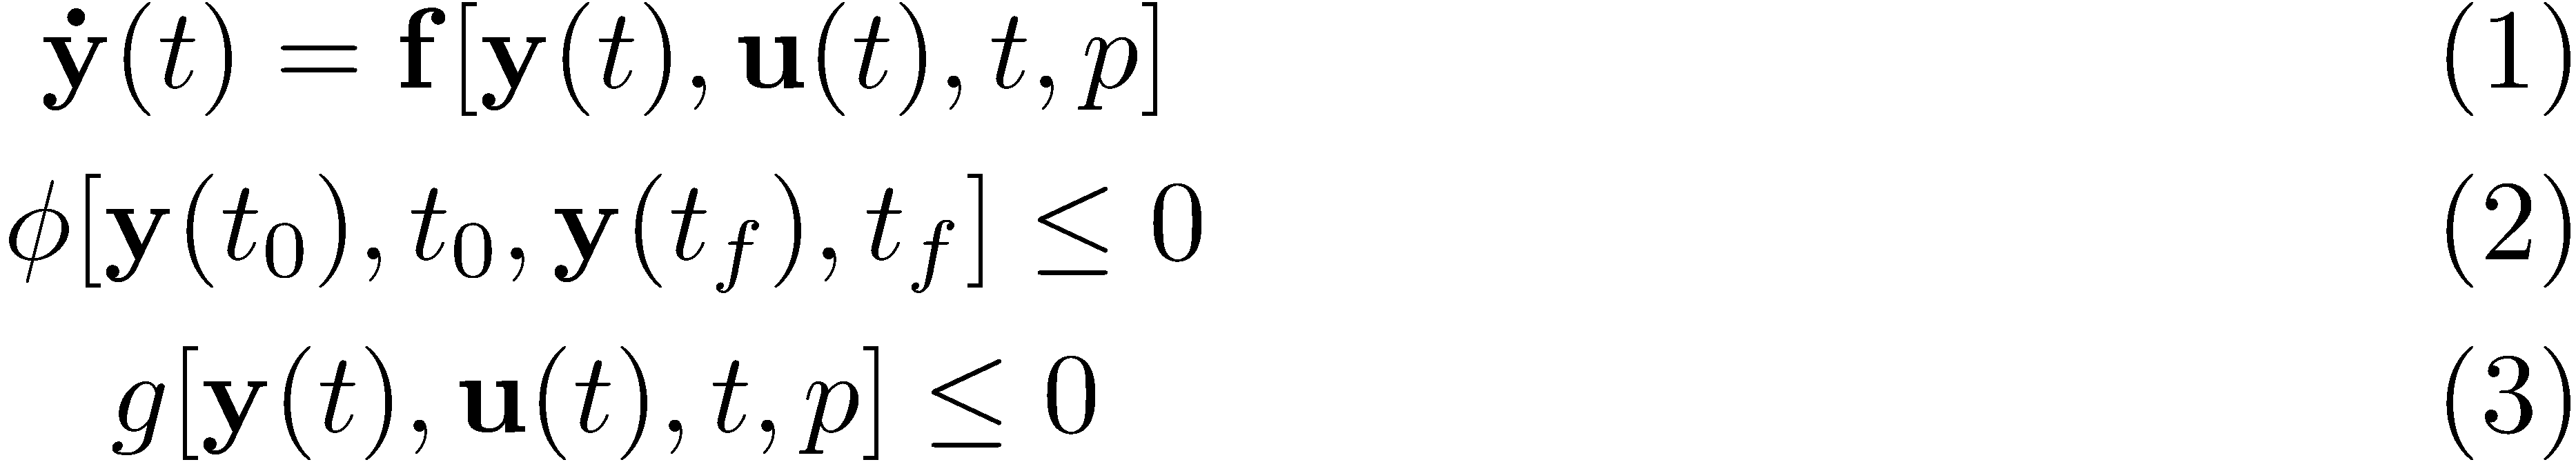 ẏ(t) = f[y(t), u(t), t, p] (1)
ϕ[y(t₀), t₀, y(t_f), t_f] ≤ 0 (2)
g[y(t), u(t), t, p] ≤ 0 (3)